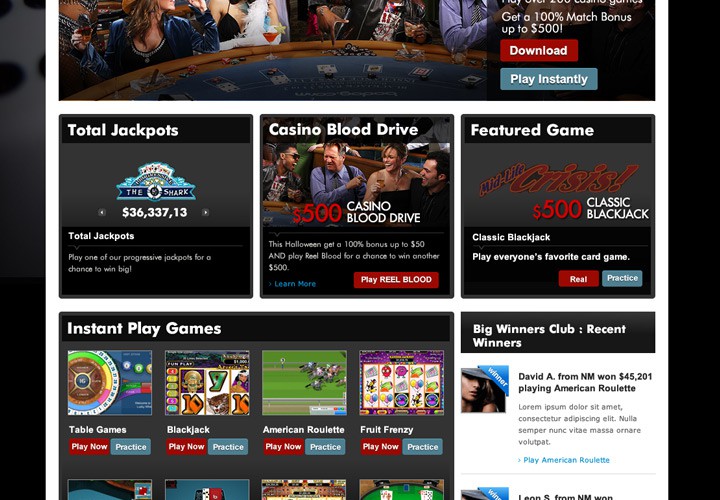 Play over 200 casino games
Get a 100% Match Bonus
up to $500!
Download
Play Instantly
Total Jackpots
THE SHARK
$36,337,13
Total Jackpots
Play one of our progressive jackpots for a
chance to win big!
Casino Blood Drive
$500 CASINO
BLOOD DRIVE
This Halloween get a 100% bonus up to $50
AND play Reel Blood for a chance to win another
$500.
› Learn More
Play REEL BLOOD
Featured Game
Mid-Life Crisis!
$500 CLASSIC
BLACKJACK
Classic Blackjack
Play everyone's favorite card game.
Real
Practice
Instant Play Games
Table Games
Play Now
Practice
Blackjack
Play Now
Practice
American Roulette
Play Now
Practice
Fruit Frenzy
Play Now
Practice
Big Winners Club : Recent
Winners
winner
David A. from NM won $45,201
playing American Roulette
Lorem ipsum dolor sit amet,
consectetur adipiscing elit. Nulla
semper nunc vitae massa ornare
volutpat.
› Play American Roulette
winner
Leon S. from NM won